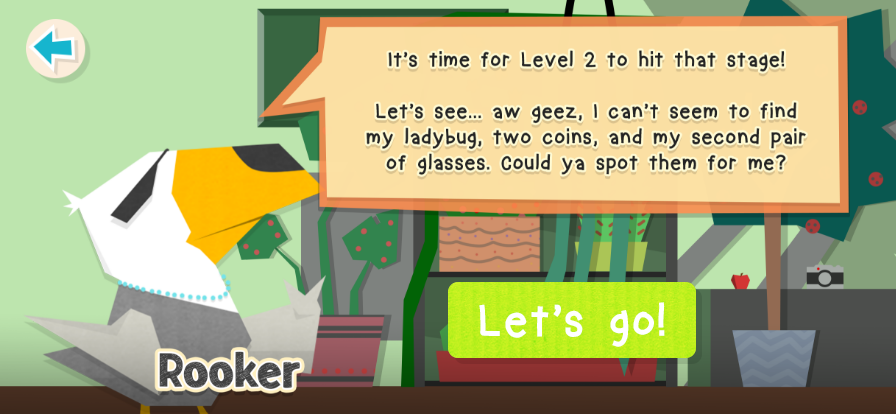 It's time for Level 2 to hit that stage!
Let's see... aw geez, I can't seem to find
my ladybug, two coins, and my second pair
of glasses. Could ya spot them for me?
Let's go!
Rooker